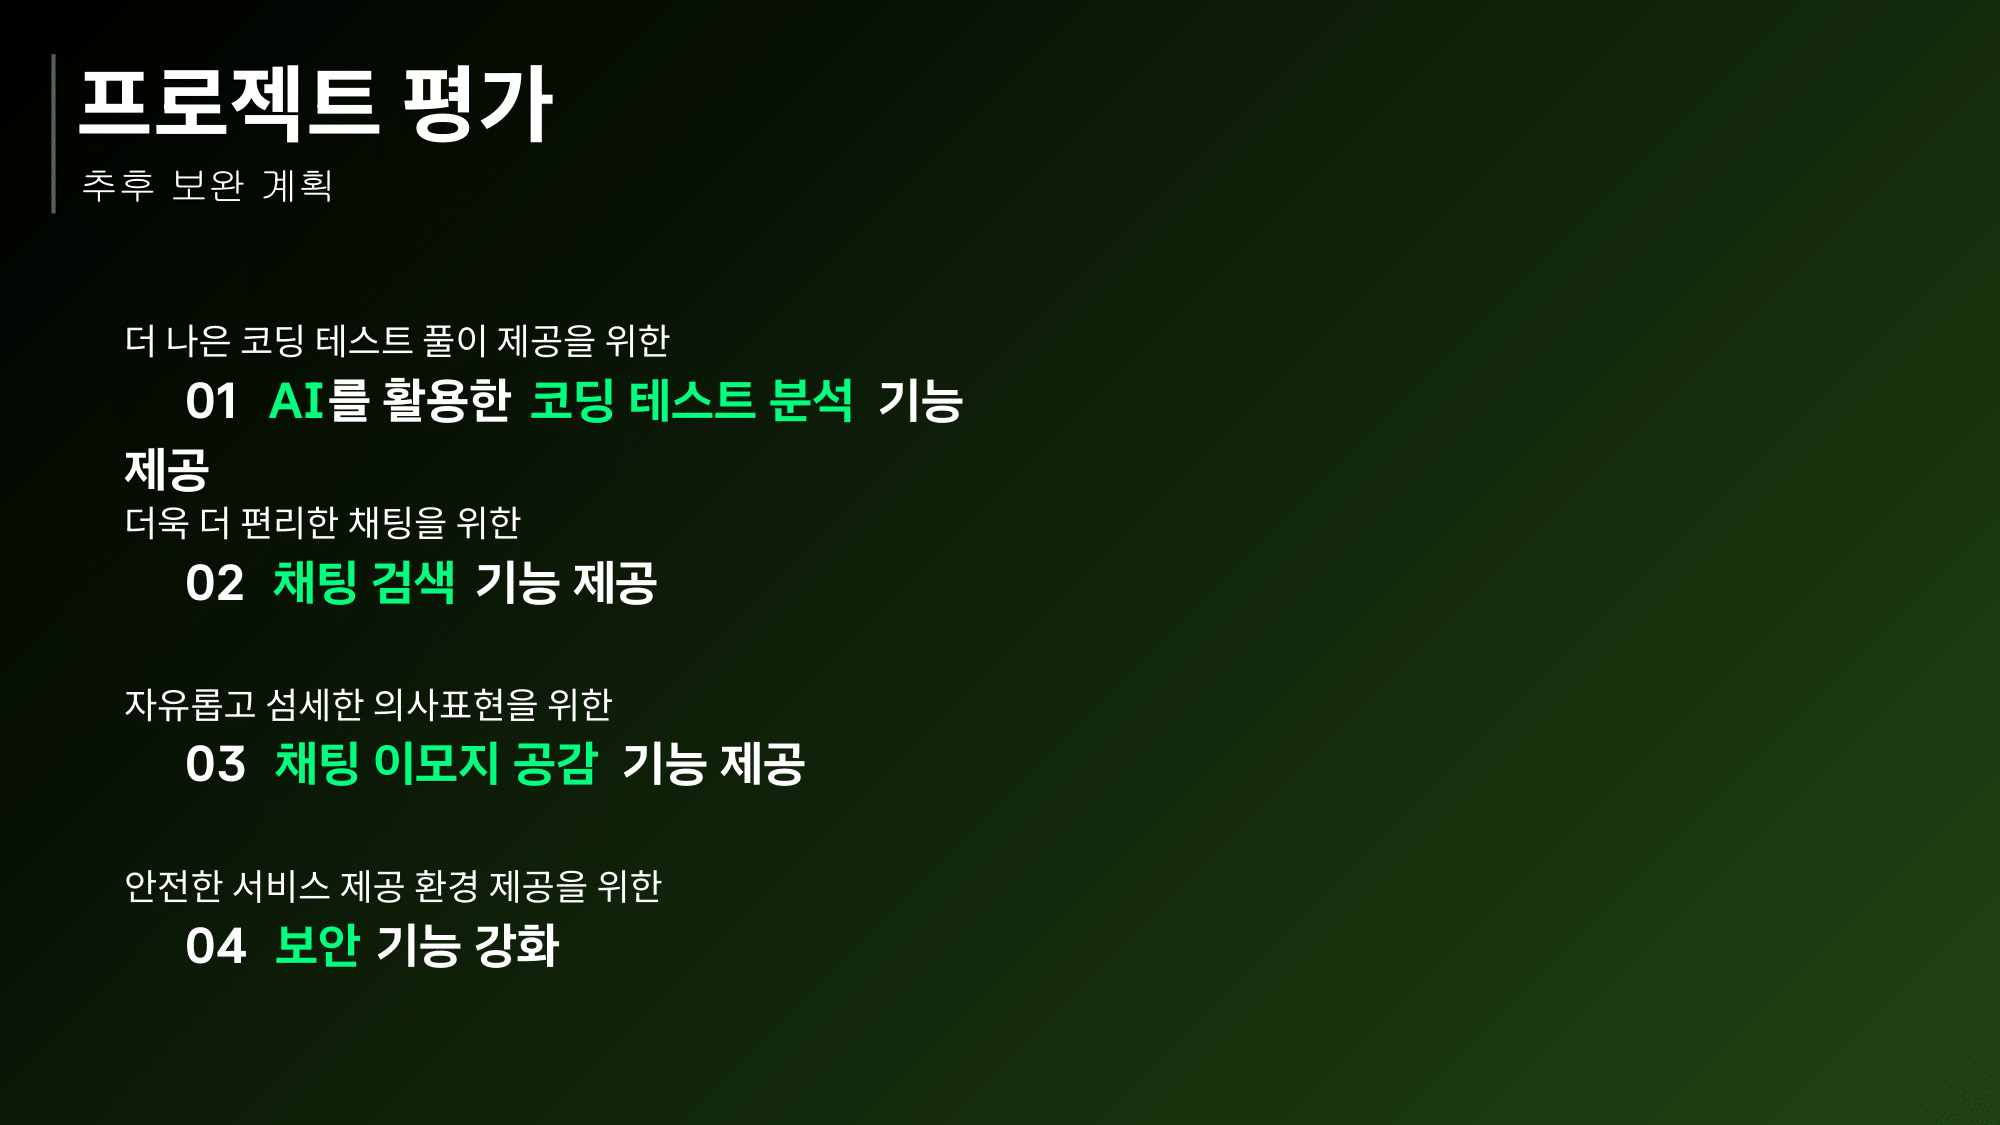 프로젝트 평가
추후 보완 계획
더 나은 코딩 테스트 풀이 제공을 위한
01 AI를 활용한 코딩 테스트 분석 기능
제공
더욱 더 편리한 채팅을 위한
02 채팅 검색 기능 제공
자유롭고 섬세한 의사표현을 위한
03 채팅 이모지 공감 기능 제공
안전한 서비스 제공 환경 제공을 위한
04 보안 기능 강화